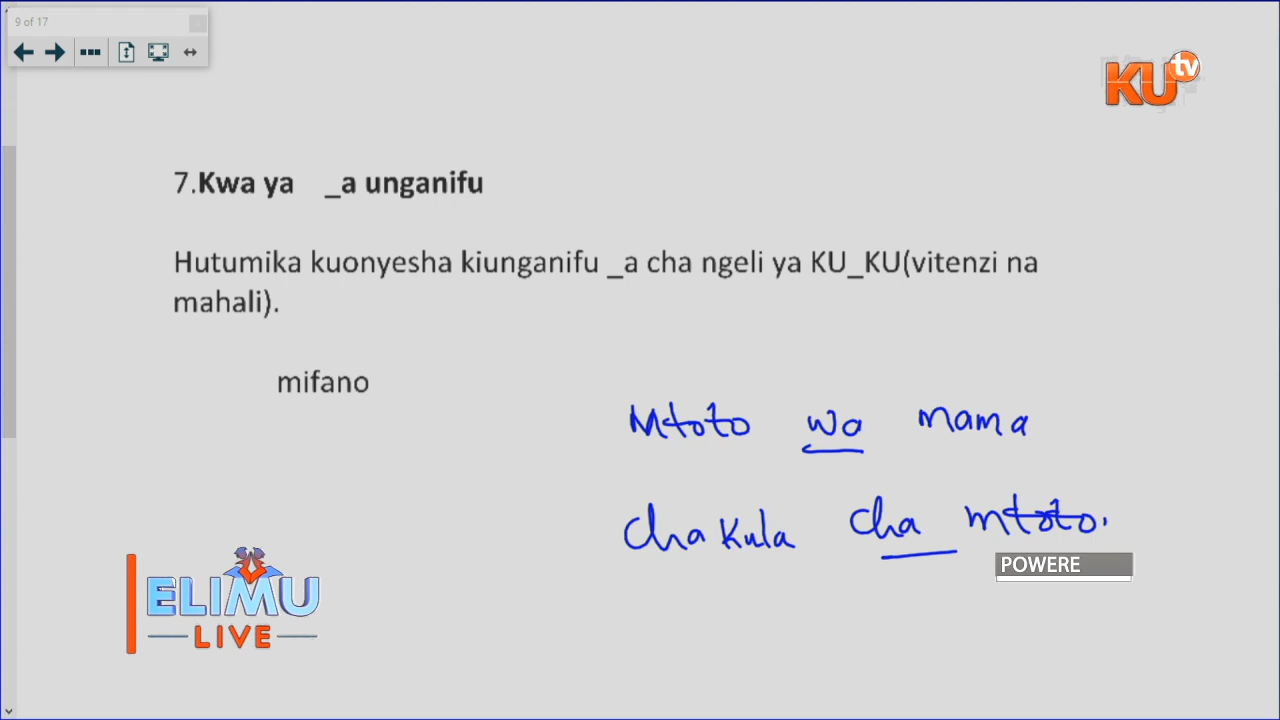 9 of 17
KU tv
7.Kwa ya _a unganifu
Hutumika kuonyesha kiunganifu _a cha ngeli ya KU_KU(vitenzi na
mahali).
mifano
Mtoto wa mama
Chakula cha mtoto.
POWERE
ELIMU
LIVE